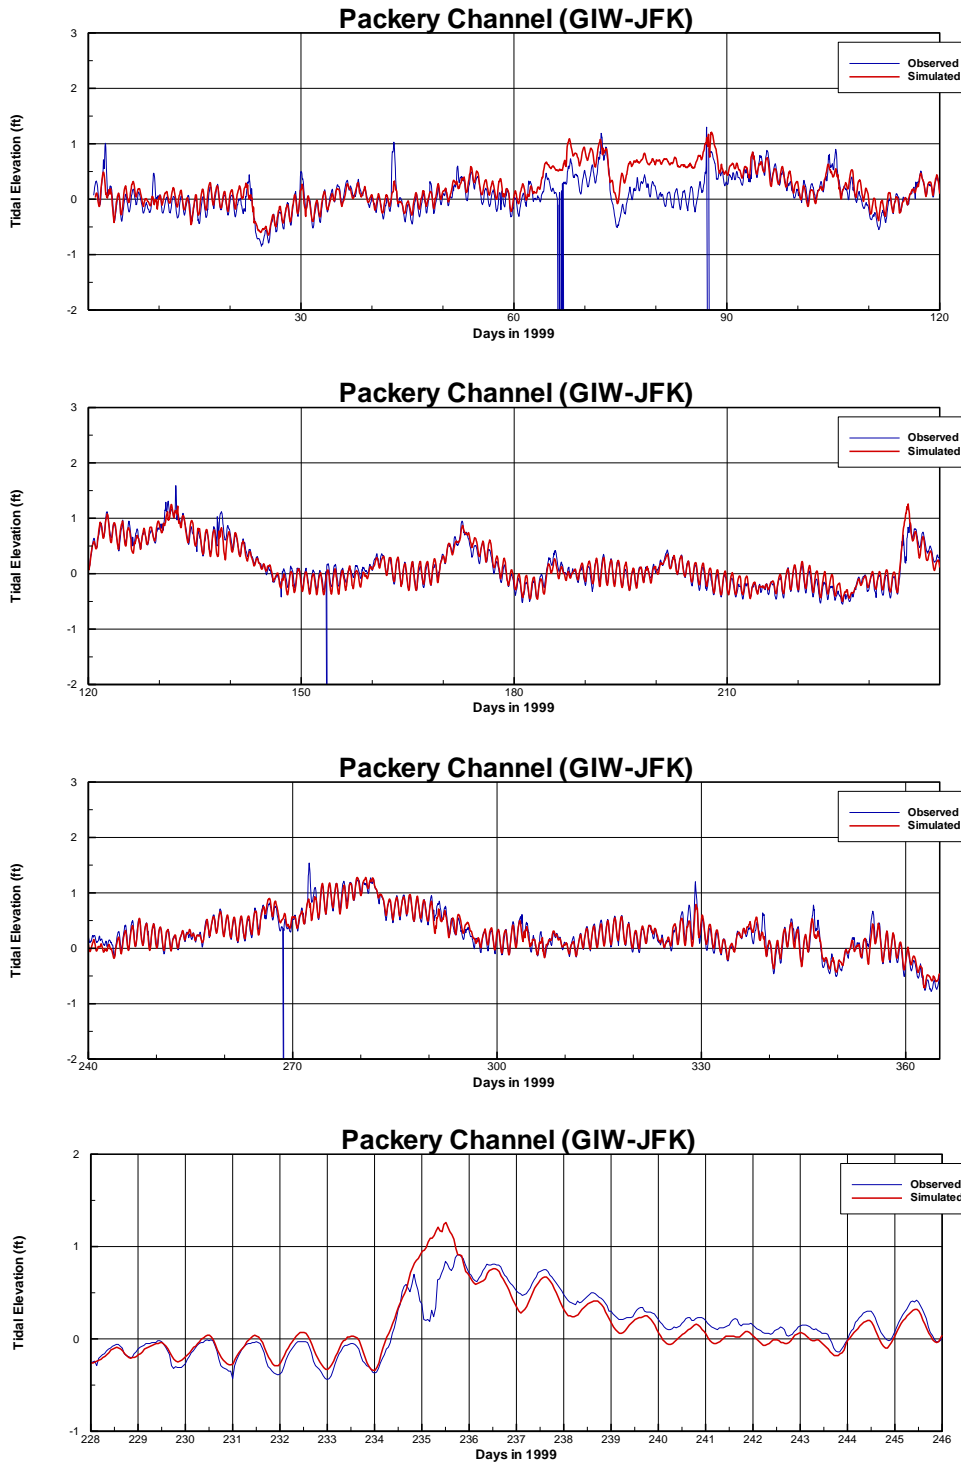 Packery Channel (GIW-JFK)
3
2
1
0
-1
-2
Tidal Elevation (ft)
Observed
Simulated
30
60
90
120
Days in 1999
Packery Channel (GIW-JFK)
3
2
1
0
-1
-2
Tidal Elevation (ft)
Observed
Simulated
120
150
180
210
Days in 1999
Packery Channel (GIW-JFK)
3
2
1
0
-1
-2
Tidal Elevation (ft)
Observed
Simulated
240
270
300
330
360
Days in 1999
Packery Channel (GIW-JFK)
2
1
0
-1
Tidal Elevation (ft)
Observed
Simulated
228 229 230 231 232 233 234 235 236 237 238 239 240 241 242 243 244 245 246
Days in 1999